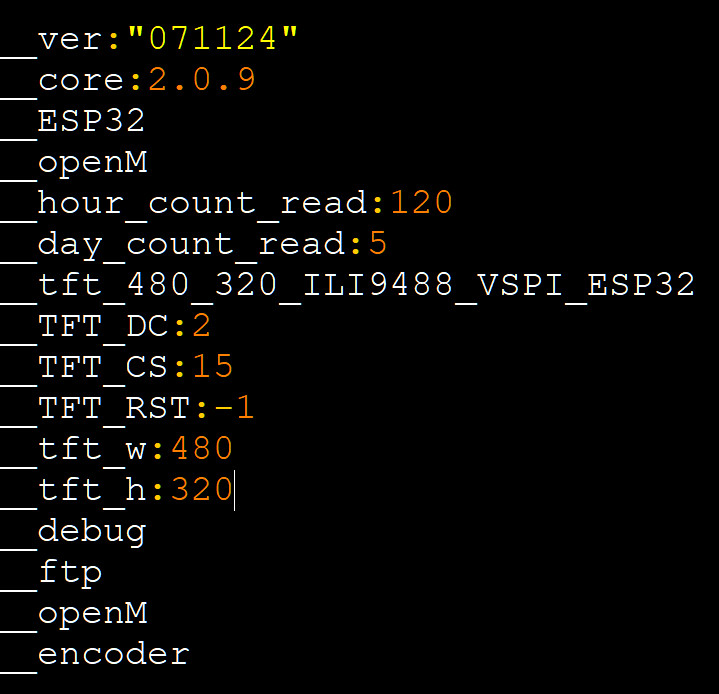 __ver:"071124"
__core:2.0.9
__ESP32
__openM
__hour_count_read:120
__day_count_read:5
__tft_480_320_ILI9488_VSPI_ESP32
__TFT_DC:2
__TFT_CS:15
__TFT_RST:-1
__tft_w:480
__tft_h:320
__debug
__ftp
__openM
__encoder